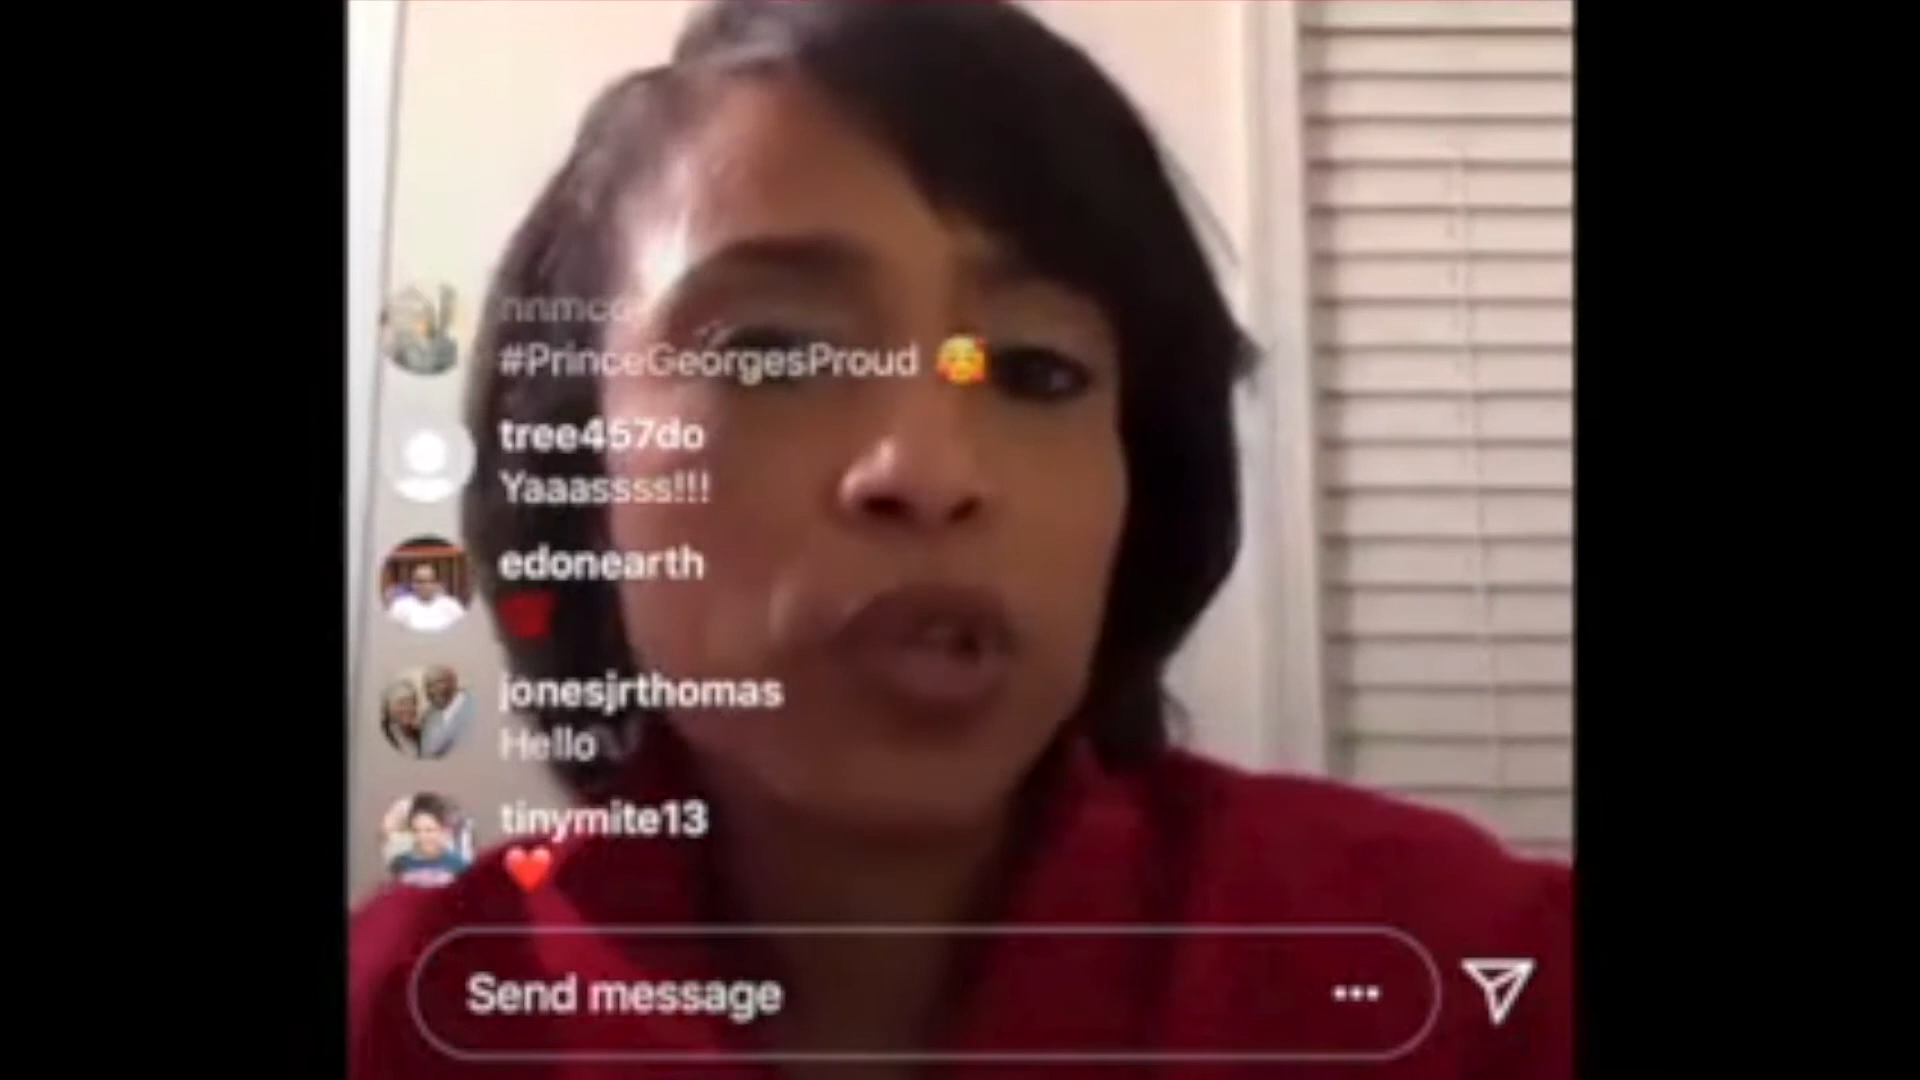 #PrinceGeorgesProud 🥰
tree457do
Yaaassss!!!
edonearth
jonesjrthomas
Hello
tinymite13
❤️
Send message